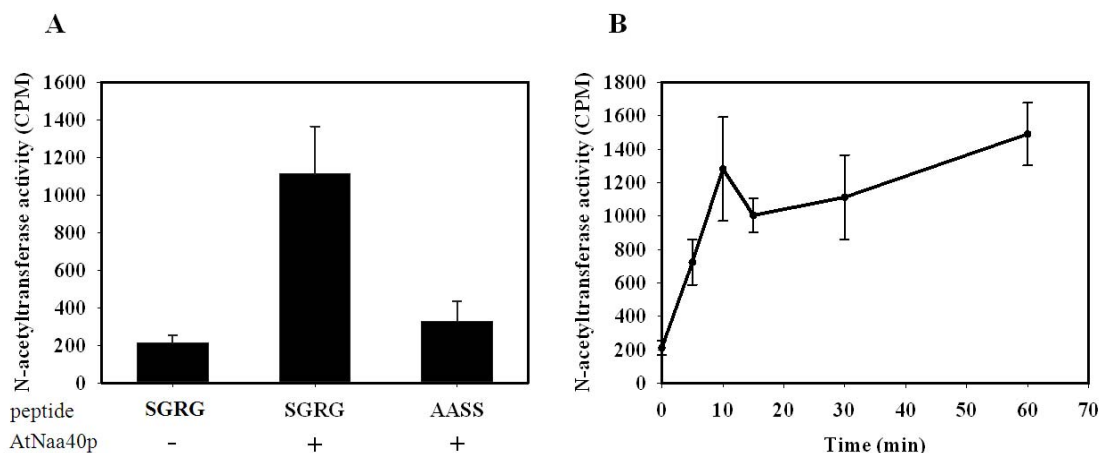 A
N-acetyltransferase activity (CPM)
1600
1400
1200
1000
800
600
400
200
0
peptide SGRG SGRG AASS
AtNaa40p - + +
B
N-acetyltransferase activity (CPM)
1800
1600
1400
1200
1000
800
600
400
200
0
0 10 20 30 40 50 60 70
Time (min)